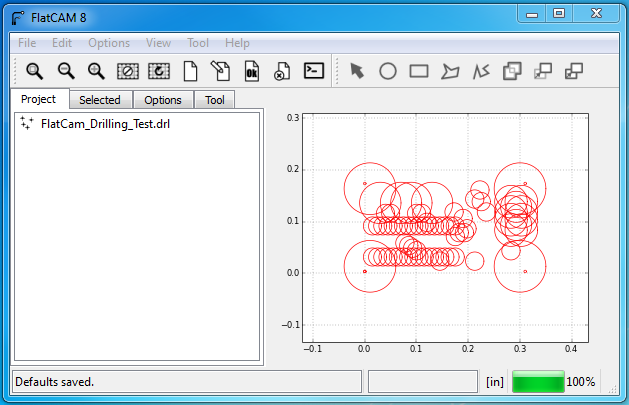 FlatCAM 8
File Edit Options View Tool Help
Ok
>_
Project Selected Options Tool
FlatCam_Drilling_Test.drl
0.3
0.2
0.1
0.0
−0.1
−0.1 0.0 0.1 0.2 0.3 0.4
Defaults saved.
[in]
100%